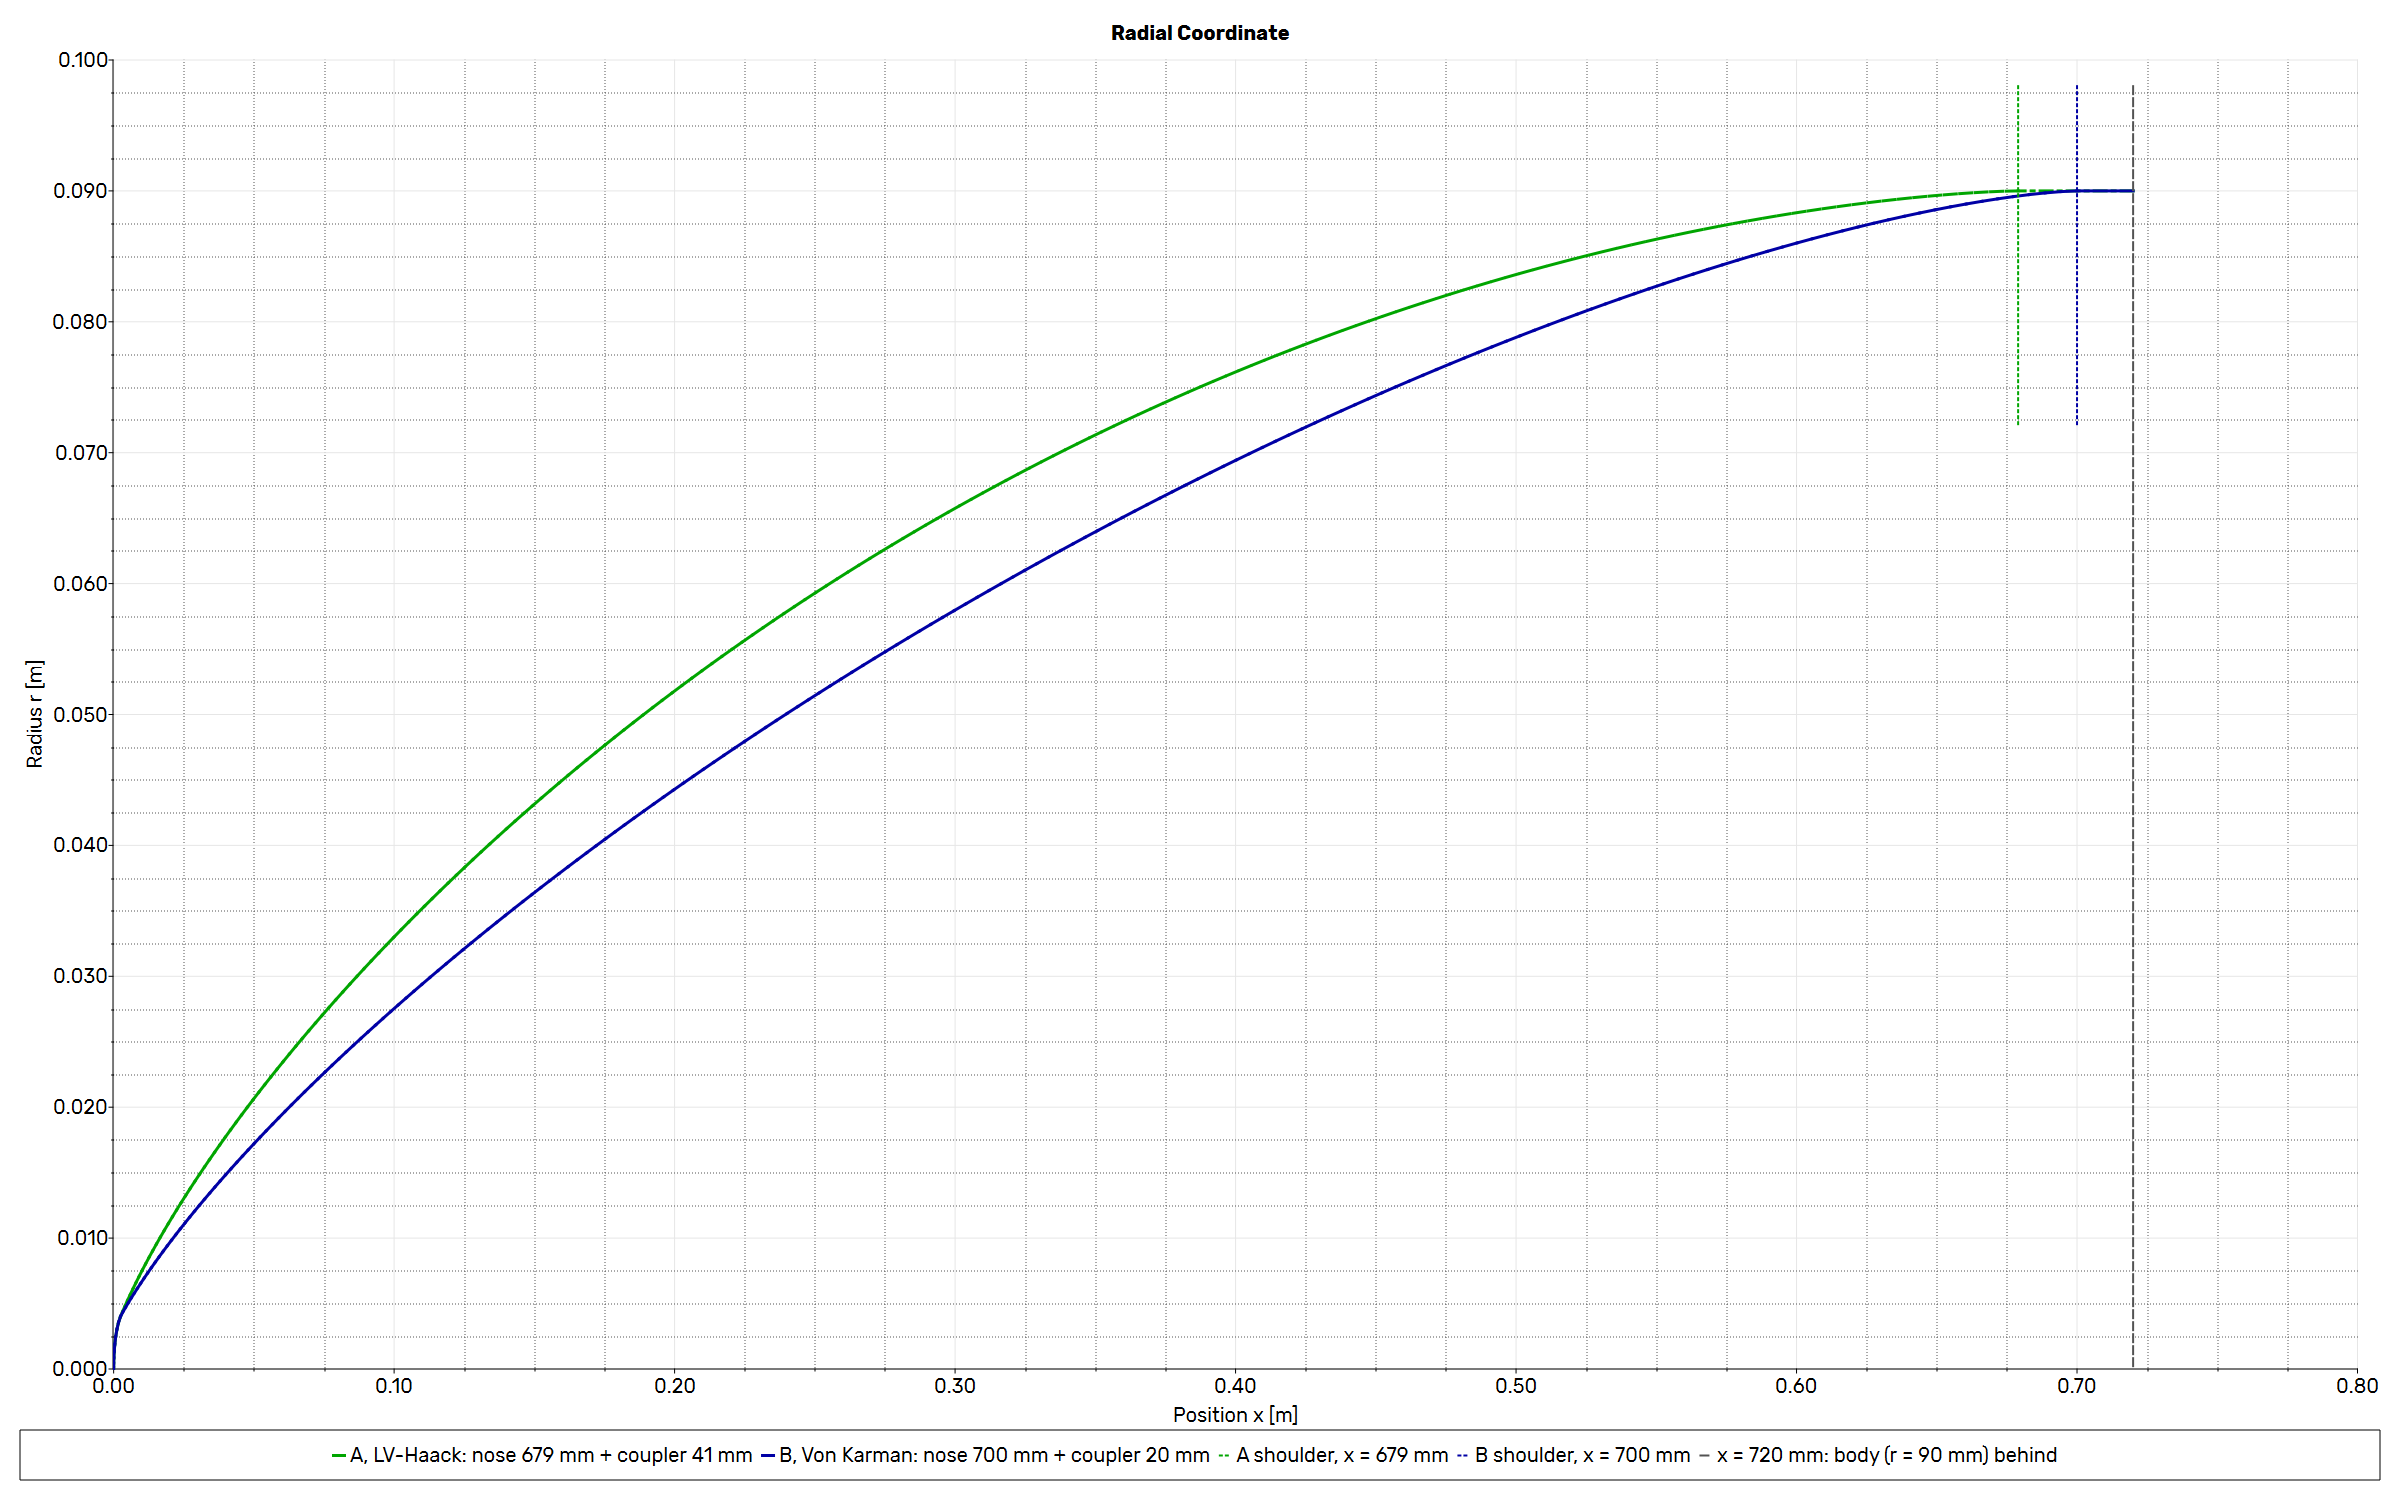 Radial Coordinate
0.100
0.090
0.080
0.070
0.060
0.050
0.040
0.030
0.020
0.010
0.000
Radius r [m]
0.00 0.10 0.20 0.30 0.40 0.50 0.60 0.70 0.80
Position x [m]
A, LV-Haack: nose 679 mm + coupler 41 mm B, Von Karman: nose 700 mm + coupler 20 mm A shoulder, x = 679 mm B shoulder, x = 700 mm x = 720 mm: body (r = 90 mm) behind